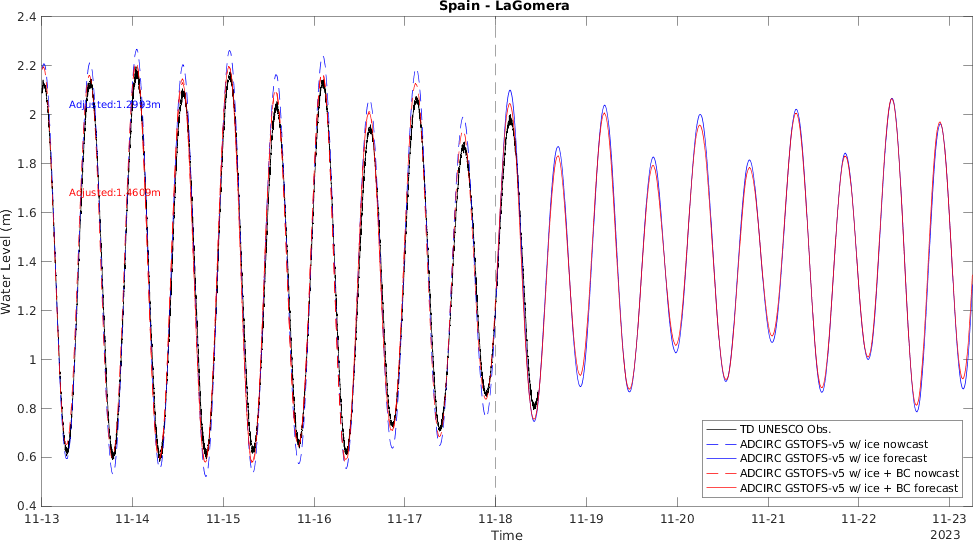 Spain - LaGomera
2.4
2.2
2
1.8
1.6
1.4
1.2
1
0.8
0.6
0.4
Water Level (m)
Adjusted:1.2993m
Adjusted:1.4609m
TD UNESCO Obs.
ADCIRC GSTOFS-v5 w/ ice nowcast
ADCIRC GSTOFS-v5 w/ ice forecast
ADCIRC GSTOFS-v5 w/ ice + BC nowcast
ADCIRC GSTOFS-v5 w/ ice + BC forecast
11-13 11-14 11-15 11-16 11-17 11-18 11-19 11-20 11-21 11-22 11-23
Time
2023